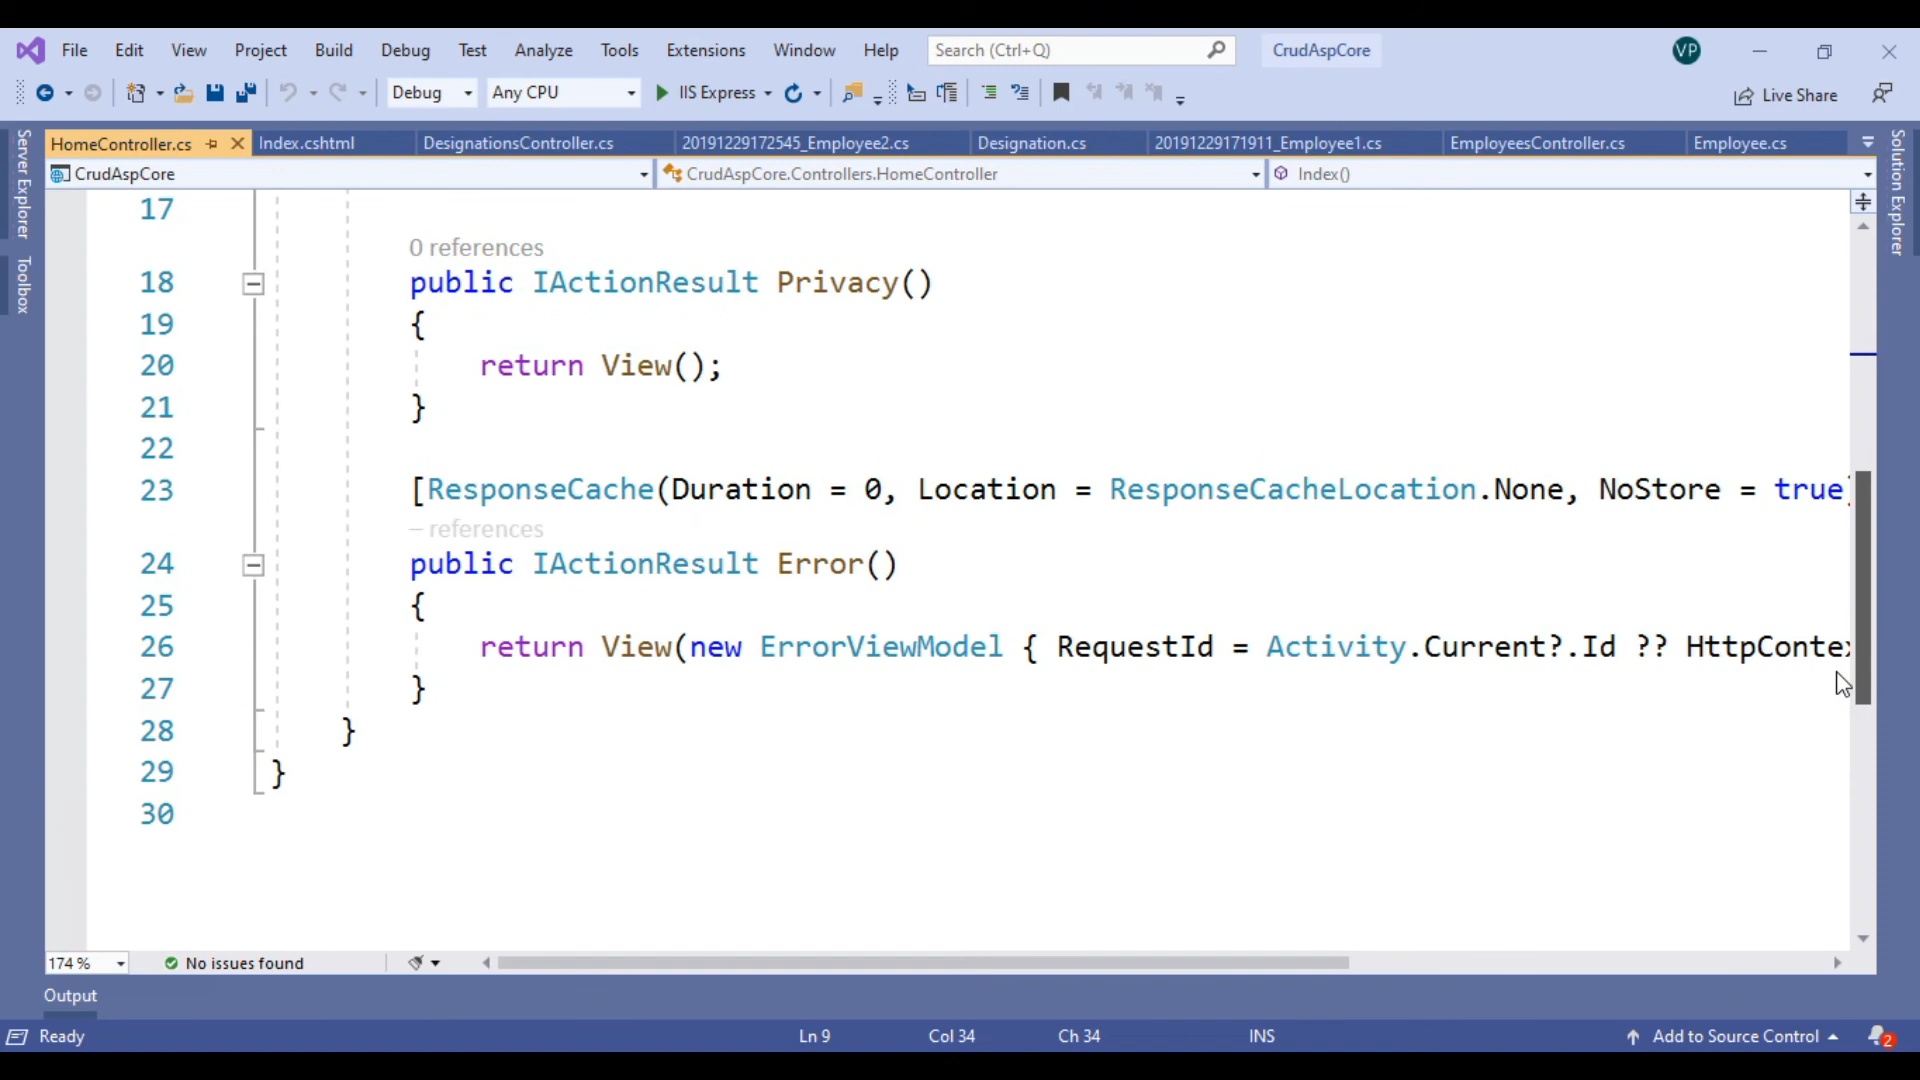 File Edit View Project Build Debug Test Analyze Tools Extensions Window Help Search (Ctrl+Q) CrudAspCore VP
Debug Any CPU IIS Express Live Share
HomeController.cs Index.cshtml DesignationsController.cs 20191229172545_Employee2.cs Designation.cs 20191229171911_Employee1.cs EmployeesController.cs Employee.cs
CrudAspCore CrudAspCore.Controllers.HomeController Index()
Server Explorer
Toolbox
Solution Explorer
17
0 references
18 public IActionResult Privacy()
19 {
20 return View();
21 }
22
23 [ResponseCache(Duration = 0, Location = ResponseCacheLocation.None, NoStore = true
– references
24 public IActionResult Error()
25 {
26 return View(new ErrorViewModel { RequestId = Activity.Current?.Id ?? HttpContex
27 }
28 }
29 }
30
174 % No issues found
Output
Ready Ln 9 Col 34 Ch 34 INS Add to Source Control 2